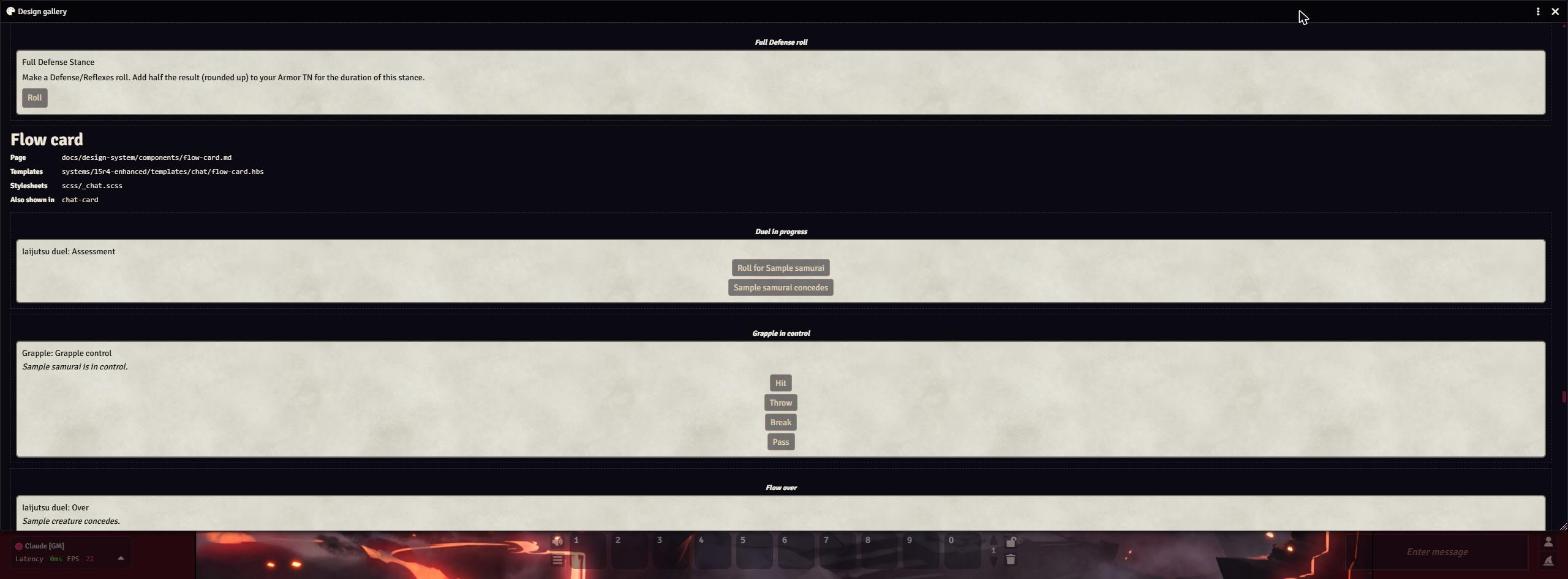 Design gallery
Full Defense roll
Full Defense Stance
Make a Defense/Reflexes roll. Add half the result (rounded up) to your Armor TN for the duration of this stance.
Roll
Flow card
Page docs/design-system/components/flow-card.md
Templates systems/l5r4-enhanced/templates/chat/flow-card.hbs
Stylesheets scss/_chat.scss
Also shown in chat-card
Duel in progress
Iaijutsu duel: Assessment
Roll for Sample samurai
Sample samurai concedes
Grapple in control
Grapple: Grapple control
Sample samurai is in control.
Hit
Throw
Break
Pass
Flow over
Iaijutsu duel: Over
Sample creature concedes.
Claude [GM]
Latency 0ms FPS 22
1 2 3 4 5 6 7 8 9 0
1
Enter message